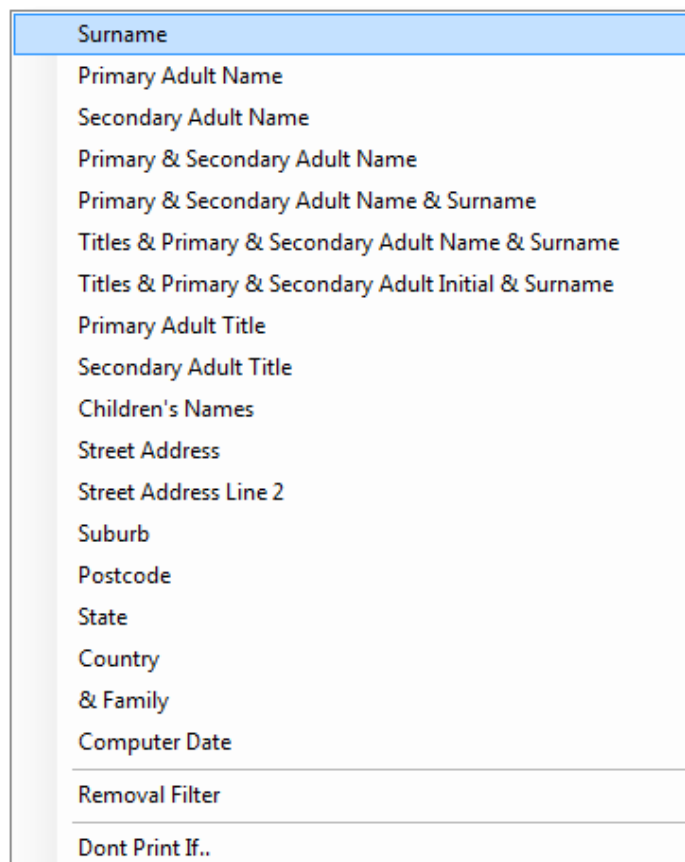 Surname
Primary Adult Name
Secondary Adult Name
Primary & Secondary Adult Name
Primary & Secondary Adult Name & Surname
Titles & Primary & Secondary Adult Name & Surname
Titles & Primary & Secondary Adult Initial & Surname
Primary Adult Title
Secondary Adult Title
Children's Names
Street Address
Street Address Line 2
Suburb
Postcode
State
Country
& Family
Computer Date
Removal Filter
Dont Print If..